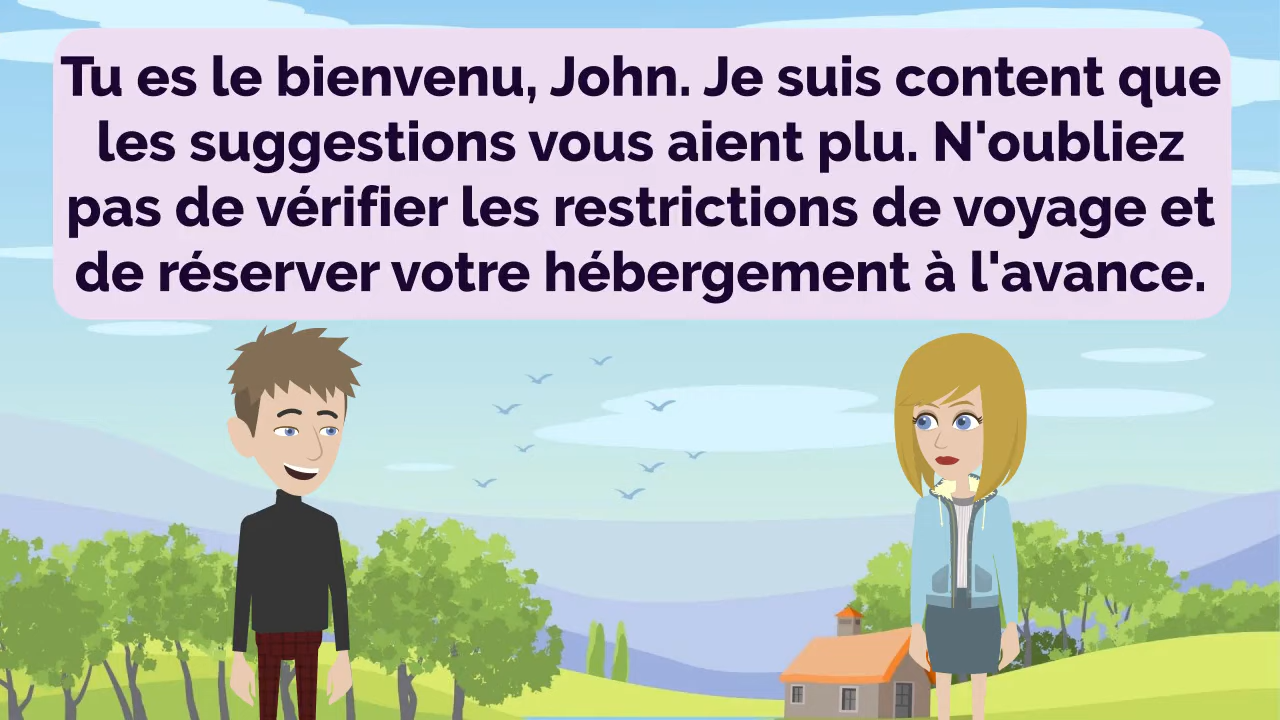 Tu es le bienvenu, John. Je suis content que
les suggestions vous aient plu. N'oubliez
pas de vérifier les restrictions de voyage et
de réserver votre hébergement à l'avance.